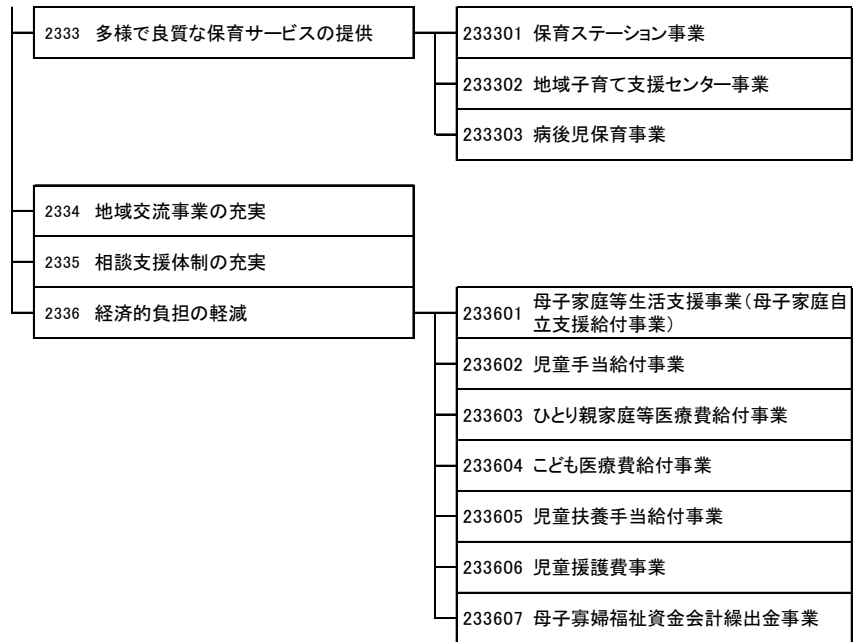 2333 多様で良質な保育サービスの提供
233301 保育ステーション事業
233302 地域子育て支援センター事業
233303 病後児保育事業
2334 地域交流事業の充実
2335 相談支援体制の充実
2336 経済的負担の軽減
233601 母子家庭等生活支援事業(母子家庭自
立支援給付事業)
233602 児童手当給付事業
233603 ひとり親家庭等医療費給付事業
233604 こども医療費給付事業
233605 児童扶養手当給付事業
233606 児童援護費事業
233607 母子寡婦福祉資金会計繰出金事業